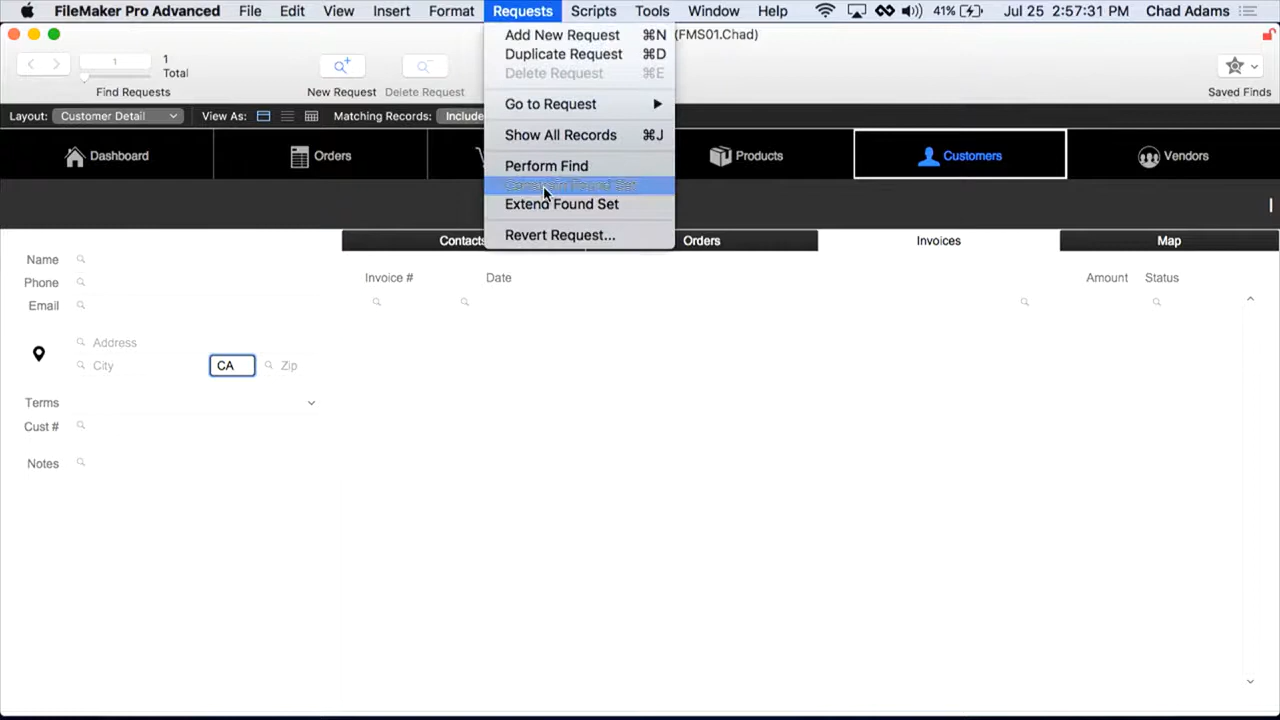 FileMaker Pro Advanced File Edit View Insert Format Requests Scripts Tools Window Help 41% Jul 25 2:57:31 PM Chad Adams
(FMS01.Chad)
1
1
Total
Find Requests
New Request
Delete Request
Saved Finds
Add New Request ⌘N
Duplicate Request ⌘D
Delete Request ⌘E
Go to Request
Show All Records ⌘J
Perform Find
Constrain Found Set
Extend Found Set
Revert Request...
Layout: Customer Detail View As: Matching Records: Include
Dashboard Orders Products Customers Vendors
Contacts Orders Invoices Map
Name
Phone
Email
Address
City CA Zip
Terms
Cust #
Notes
Invoice # Date Amount Status